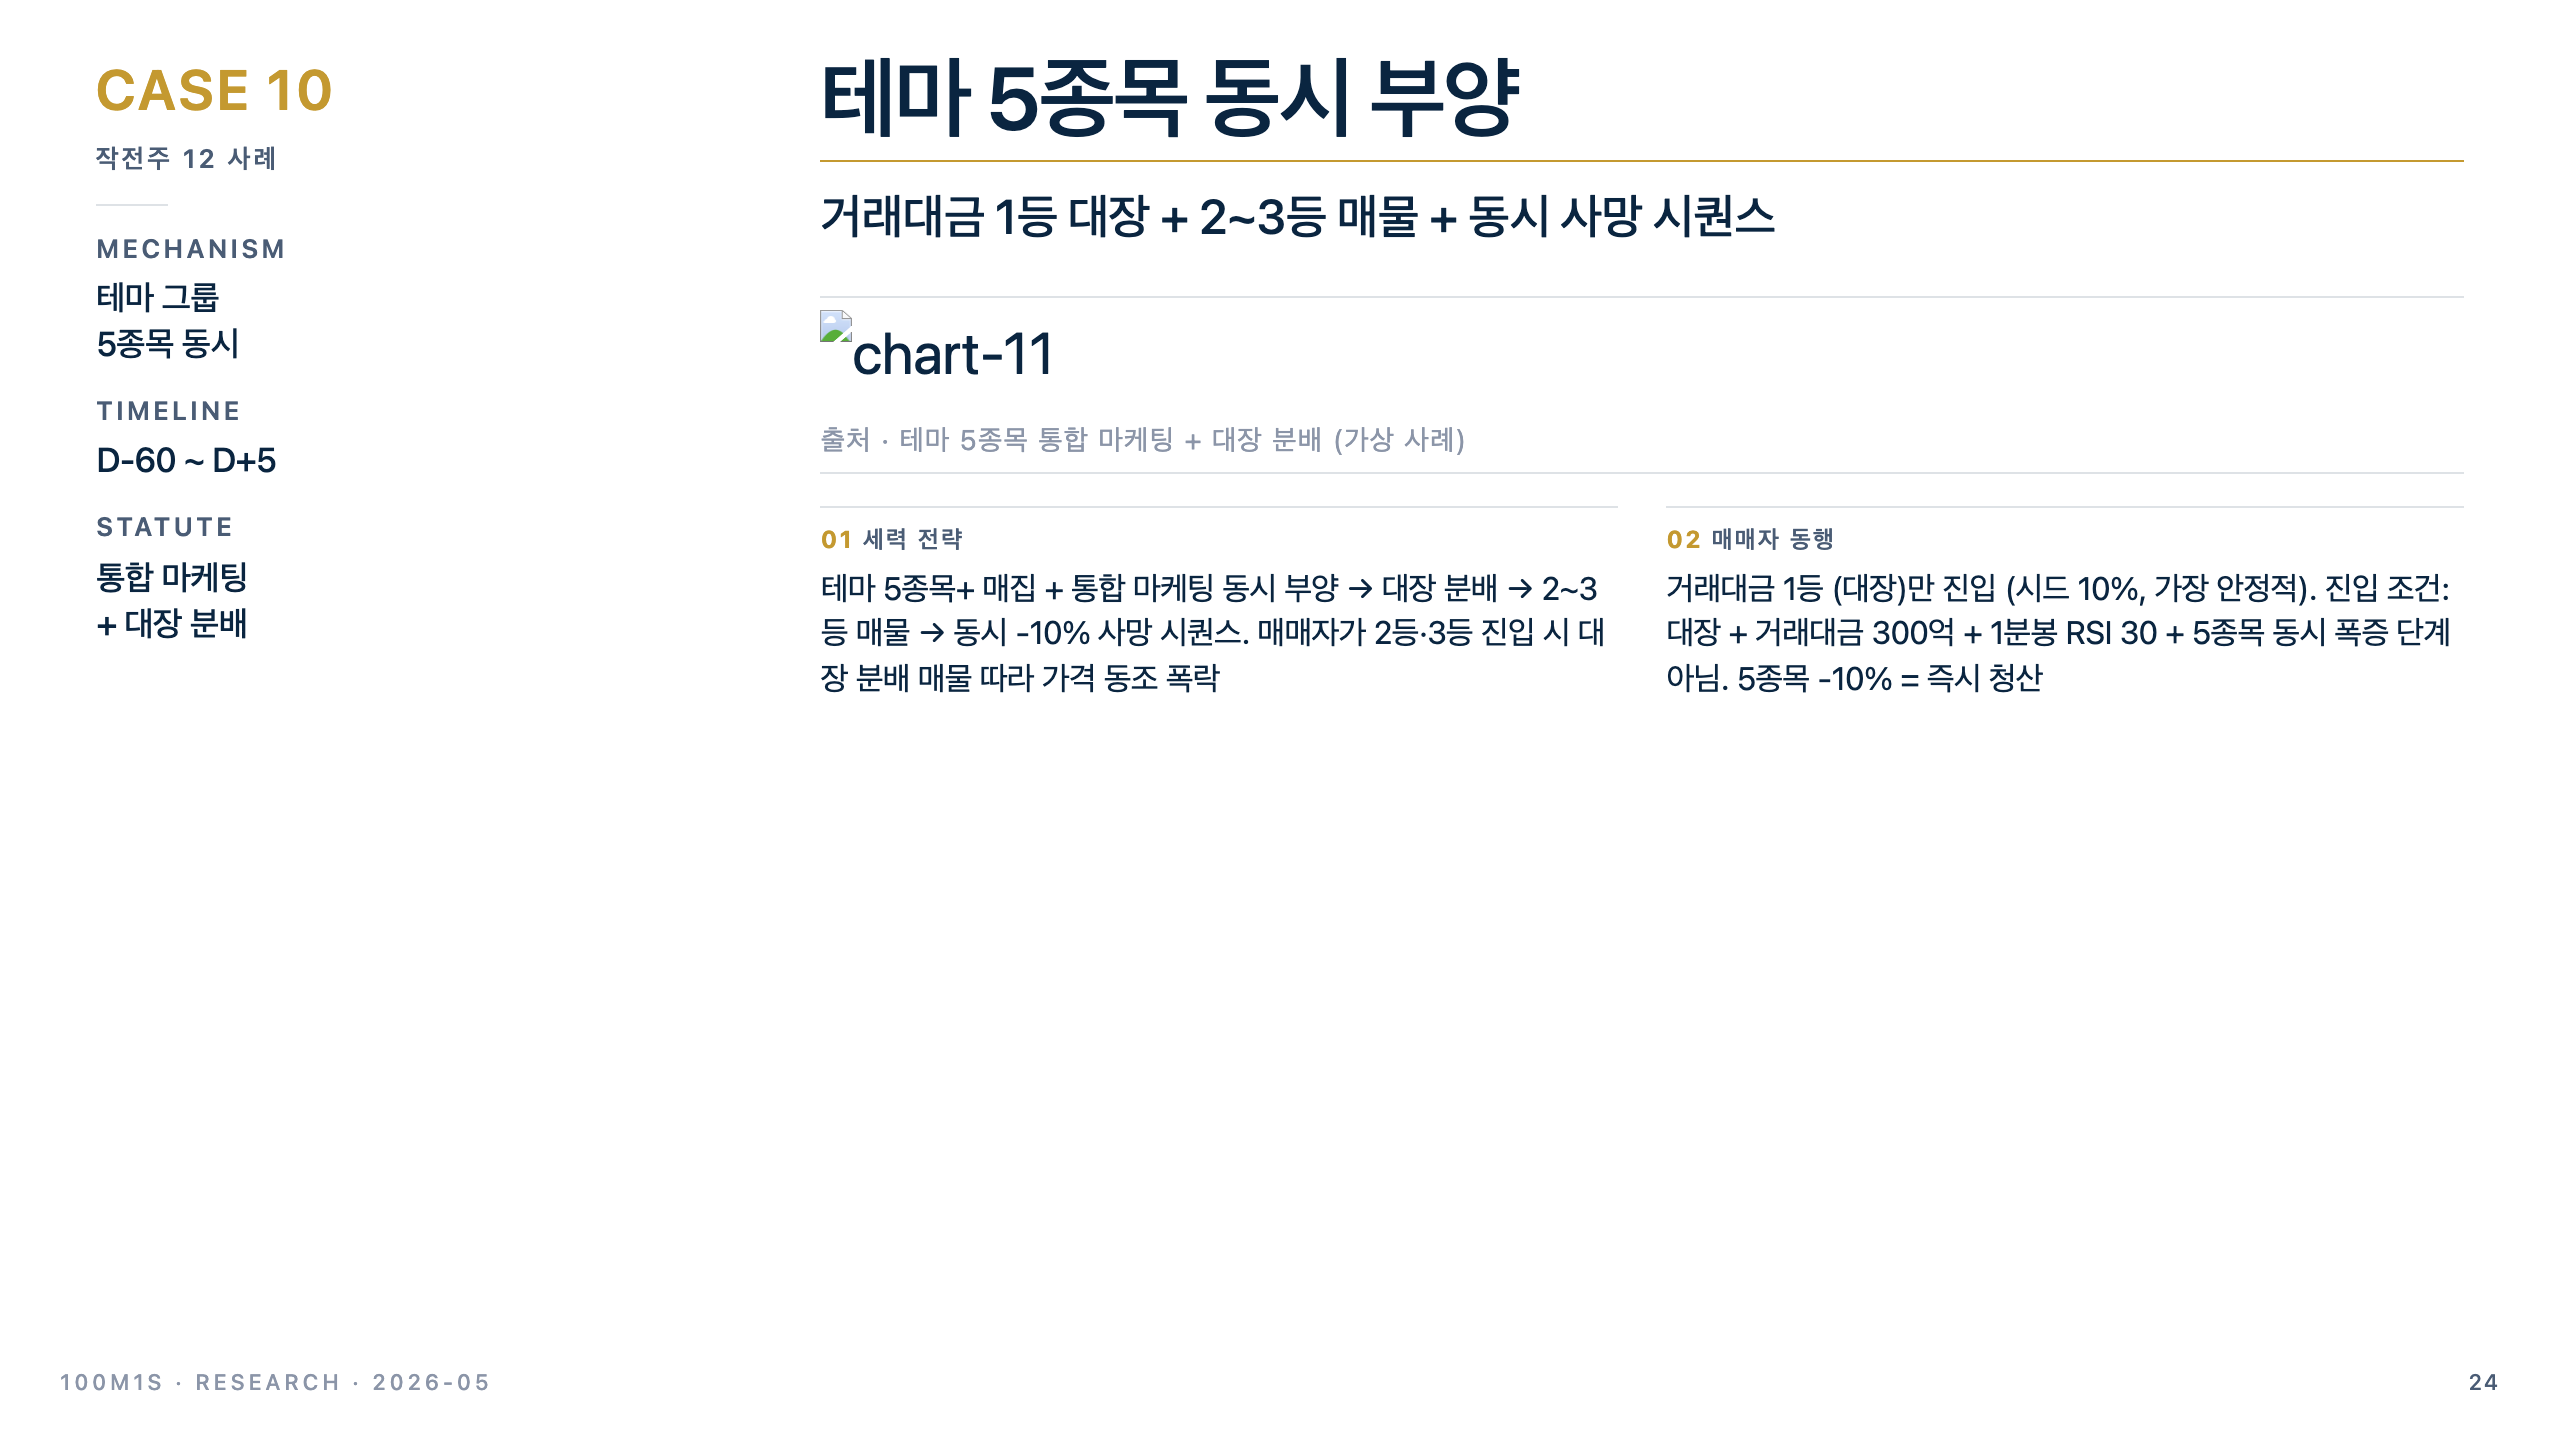 CASE 10
작전주 12 사례
MECHANISM
테마 그룹
5종목 동시
TIMELINE
D-60 ~ D+5
STATUTE
통합 마케팅
+ 대장 분배
테마 5종목 동시 부양
거래대금 1등 대장 + 2~3등 매물 + 동시 사망 시퀀스
chart-11
출처 · 테마 5종목 통합 마케팅 + 대장 분배 (가상 사례)
01 세력 전략
테마 5종목+ 매집 + 통합 마케팅 동시 부양 → 대장 분배 → 2~3
등 매물 → 동시 -10% 사망 시퀀스. 매매자가 2등·3등 진입 시 대
장 분배 매물 따라 가격 동조 폭락
02 매매자 동행
거래대금 1등 (대장)만 진입 (시드 10%, 가장 안정적). 진입 조건:
대장 + 거래대금 300억 + 1분봉 RSI 30 + 5종목 동시 폭증 단계
아님. 5종목 -10% = 즉시 청산
100M1S · RESEARCH · 2026-05
24